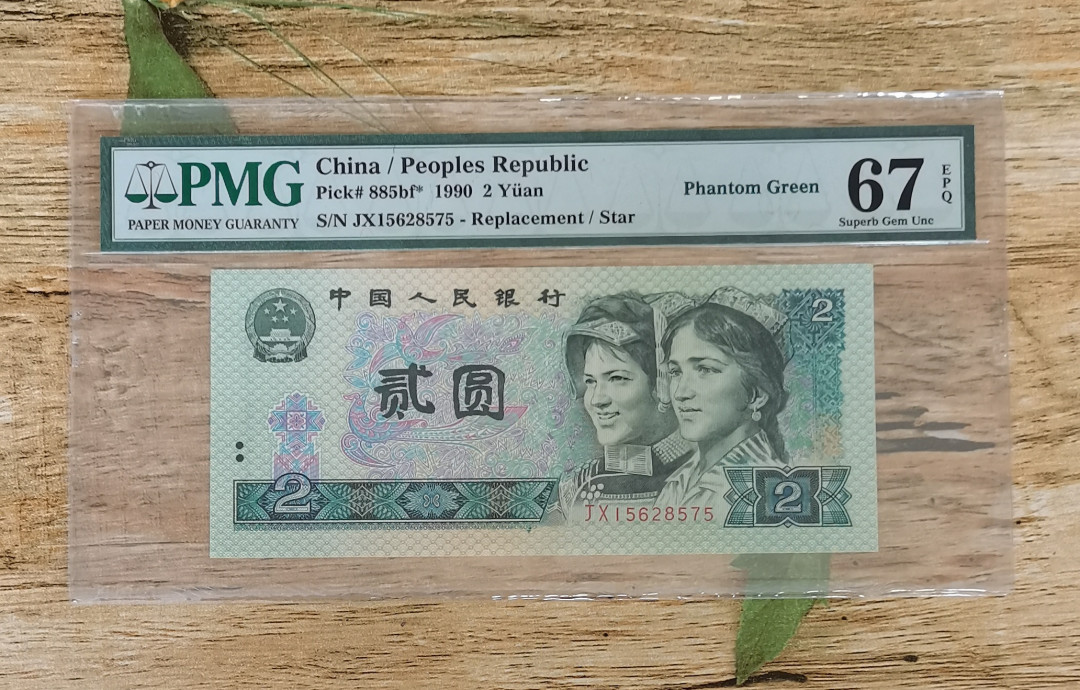 PMG
PAPER MONEY GUARANTY
China / Peoples Republic
Pick# 885bf* 1990 2 Yüan
S/N JX15628575 - Replacement / Star
Phantom Green
67
EPQ
Superb Gem Unc
中国人民银行
2
贰圆
2
JX15628575
2